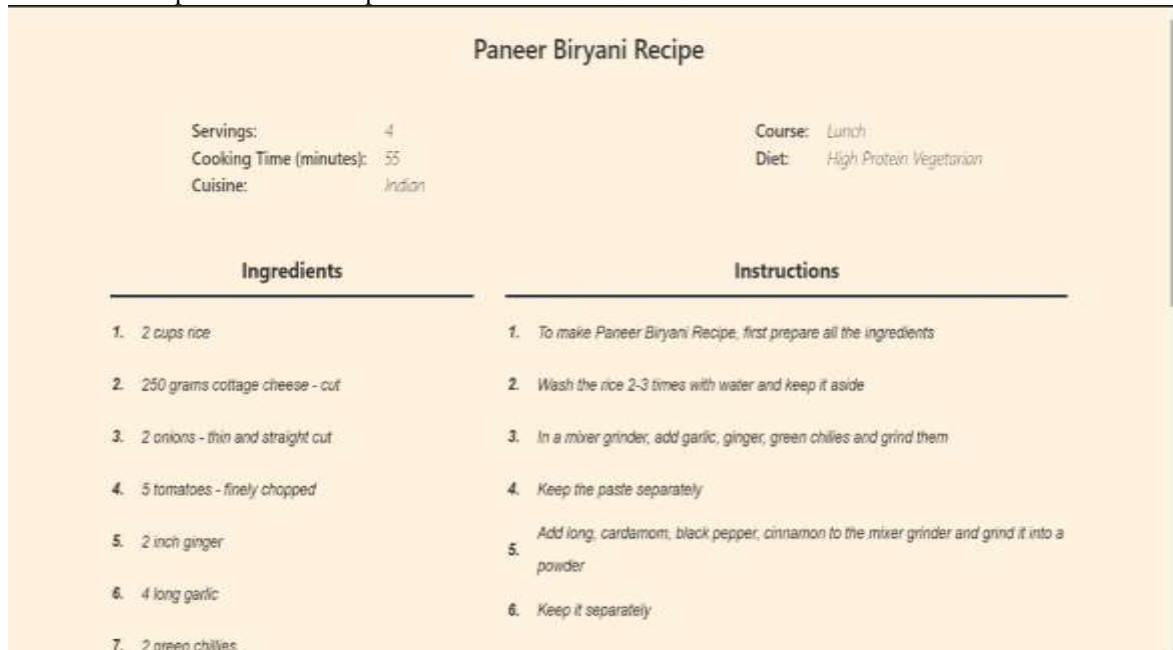 Paneer Biryani Recipe
Servings: 4
Cooking Time (minutes): 55
Cuisine: Indian
Course: Lunch
Diet: High Protein Vegetarian
Ingredients
1. 2 cups rice
2. 250 grams cottage cheese - cut
3. 2 onions - thin and straight cut
4. 5 tomatoes - finely chopped
5. 2 inch ginger
6. 4 long garlic
7. 2 green chillies
Instructions
1. To make Paneer Biryani Recipe, first prepare all the ingredients
2. Wash the rice 2-3 times with water and keep it aside
3. In a mixer grinder, add garlic, ginger, green chilies and grind them
4. Keep the paste separately
5. Add long, cardamom, black pepper, cinnamon to the mixer grinder and grind it into a
powder
6. Keep it separately